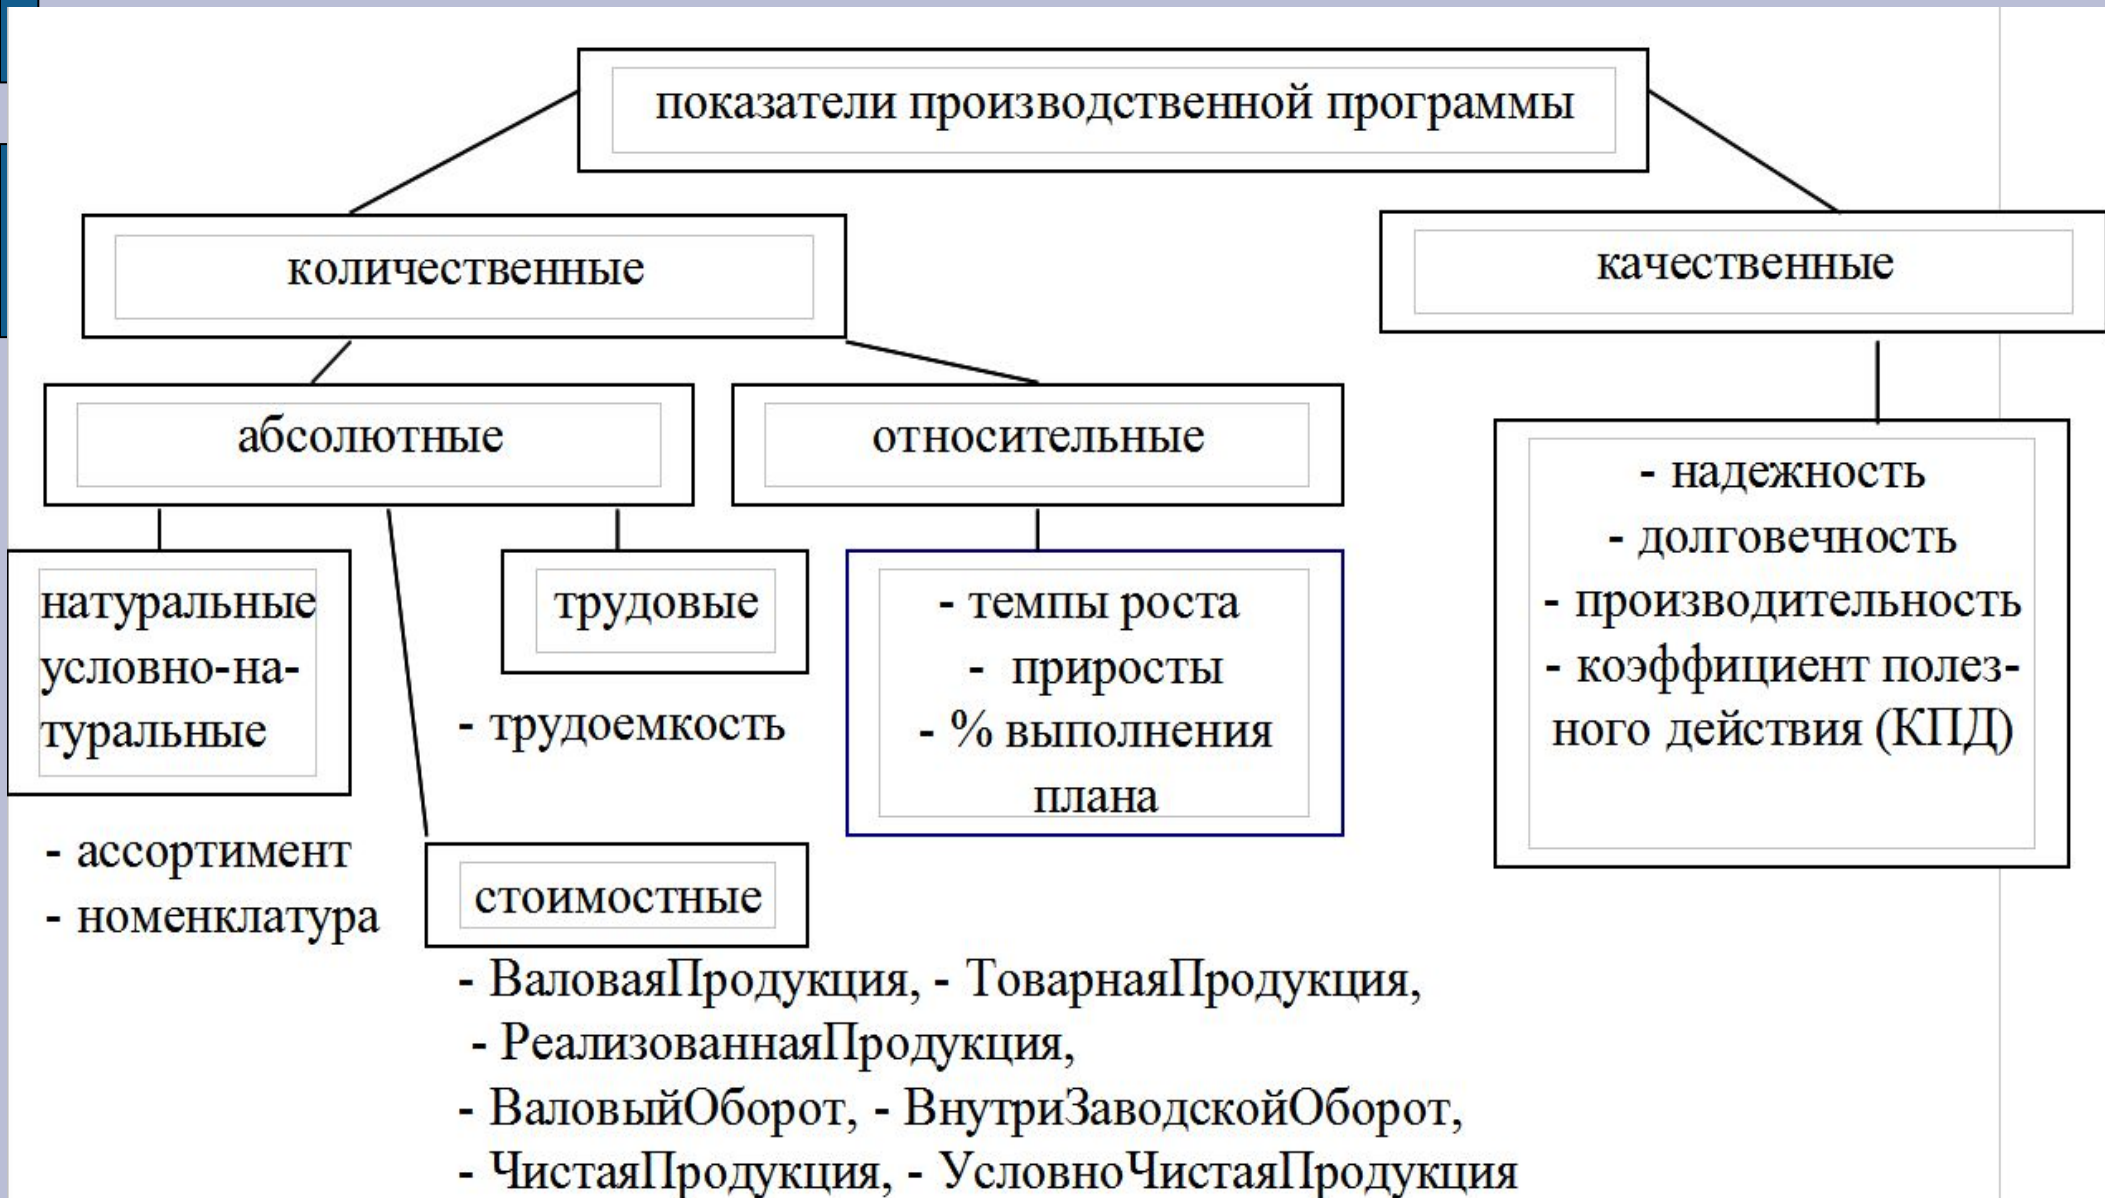 показатели производственной программы
количественные
качественные
абсолютные
относительные
натуральные
условно-на-
туральные
- ассортимент
- номенклатура
трудовые
- трудоемкость
стоимостные
- ВаловаяПродукция, - ТоварнаяПродукция,
- РеализованнаяПродукция,
- ВаловыйОборот, - ВнутриЗаводскойОборот,
- ЧистаяПродукция, - УсловноЧистаяПродукция
- темпы роста
- приросты
- % выполнения
плана
- надежность
- долговечность
- производительность
- коэффициент полез-
ного действия (КПД)